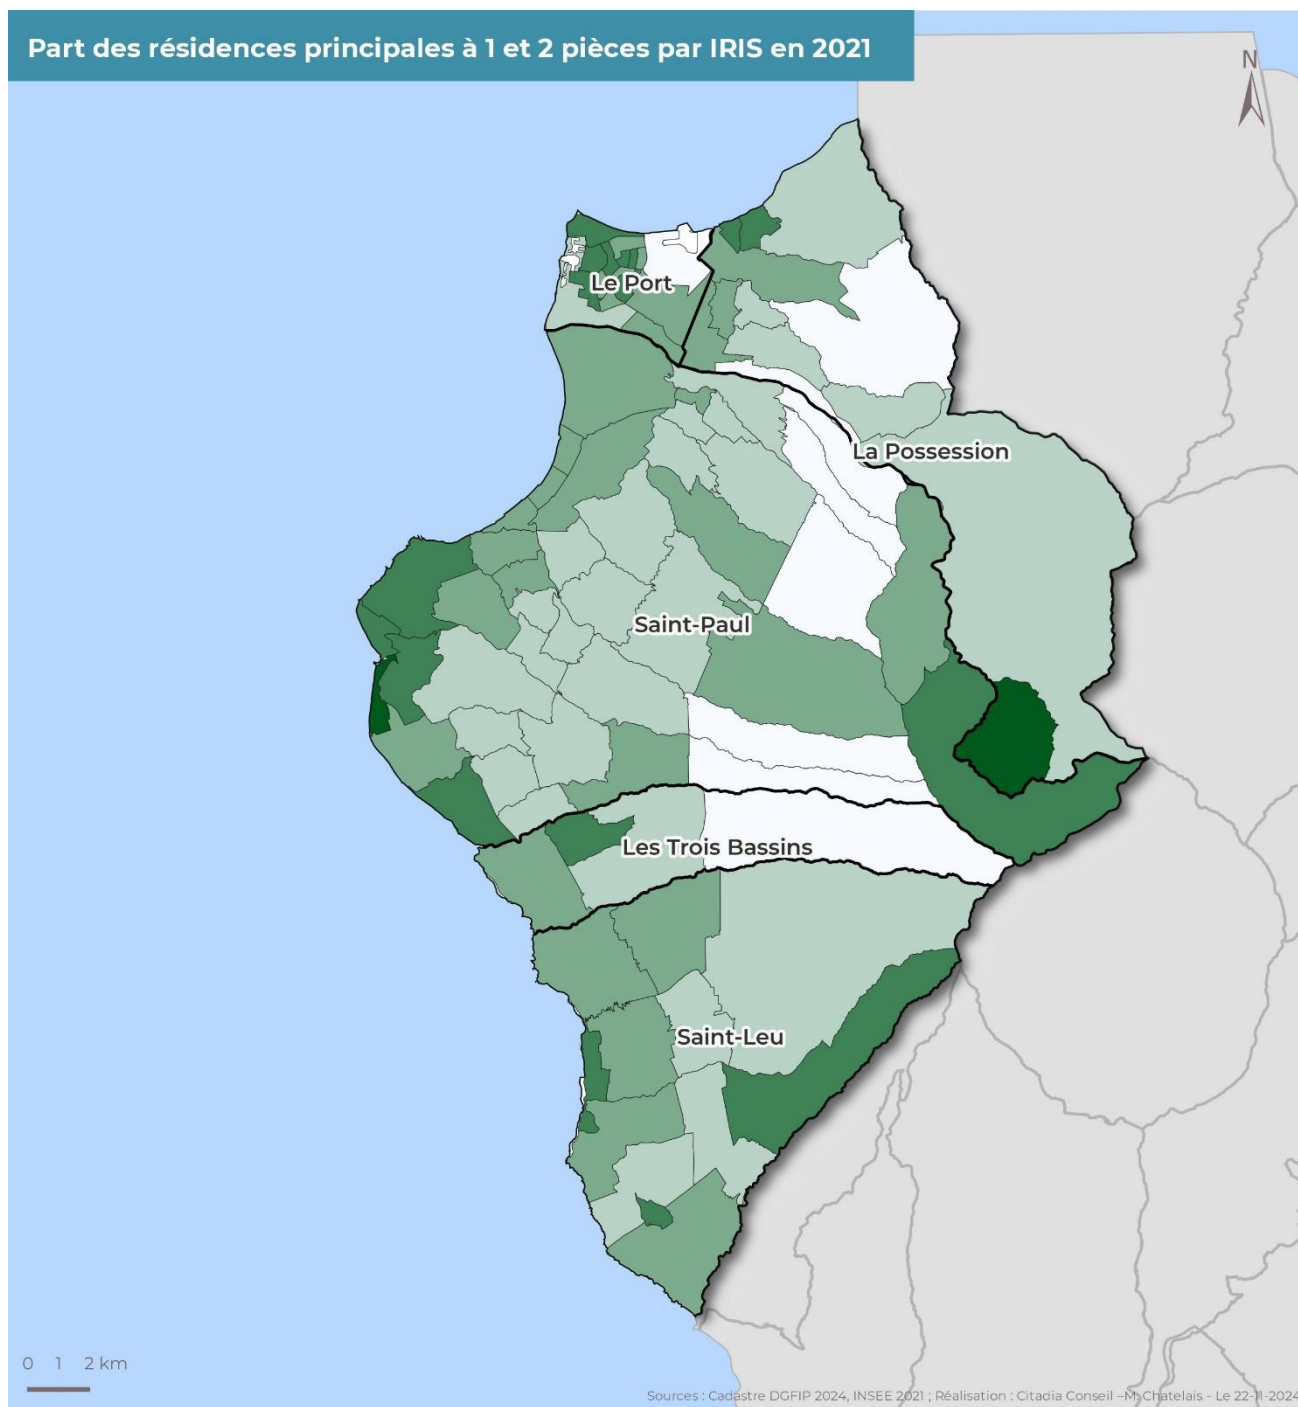 Part des résidences principales à 1 et 2 pièces par IRIS en 2021
N
Le Port
La Possession
Saint-Paul
Les Trois Bassins
Saint-Leu
0 1 2 km
Sources : Cadastre DGFIP 2024, INSEE 2021 ; Réalisation : Citadia Conseil –M. Chatelais - Le 22-11-2024